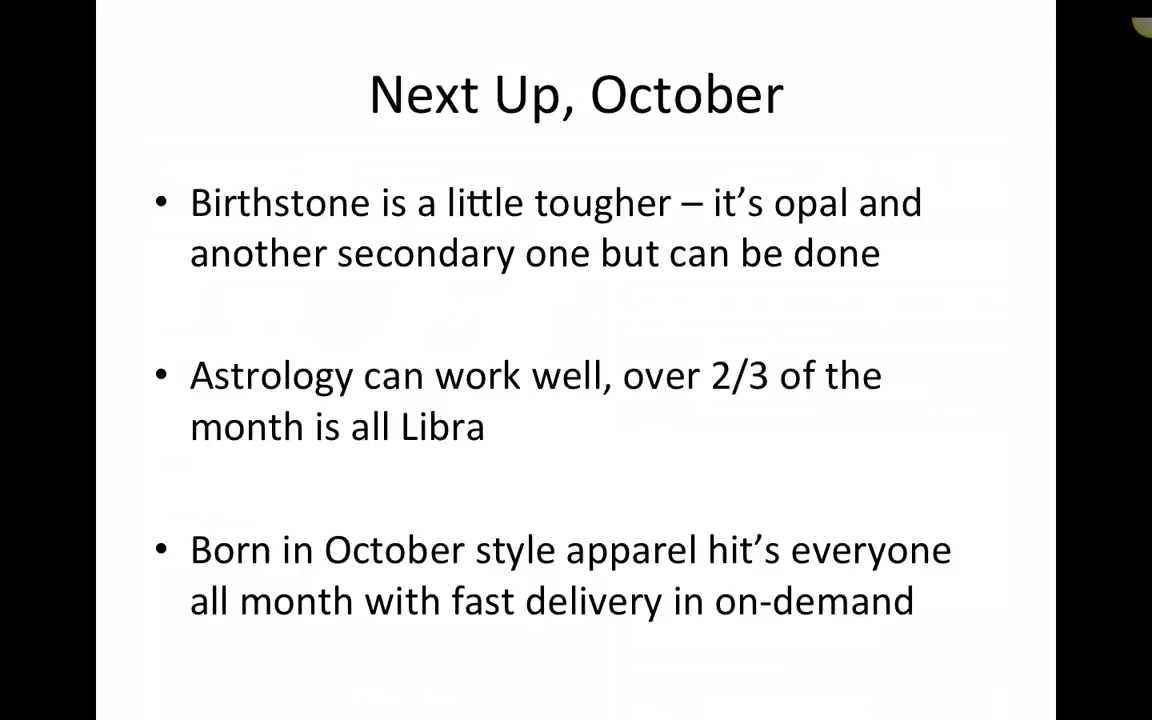 Next Up, October
• Birthstone is a little tougher – it’s opal and
another secondary one but can be done
• Astrology can work well, over 2/3 of the
month is all Libra
• Born in October style apparel hit’s everyone
all month with fast delivery in on-demand